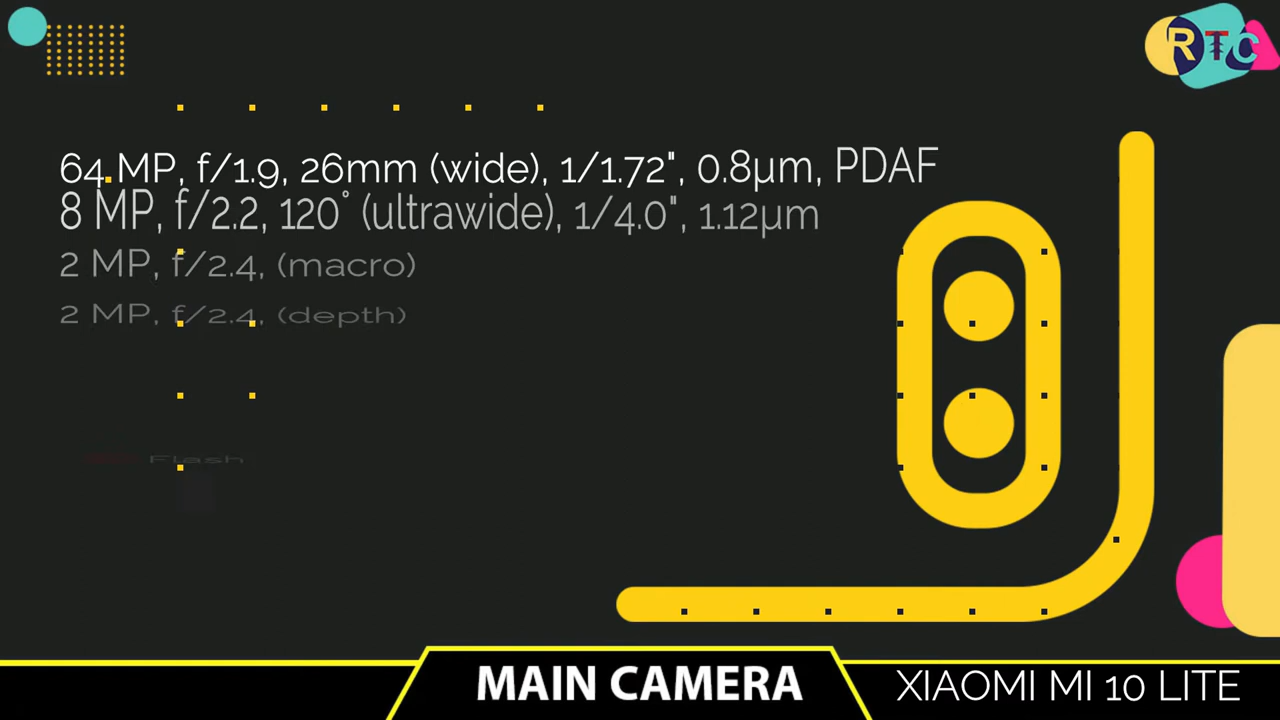 RTC
64 MP, f/1.9, 26mm (wide), 1/1.72", 0.8µm, PDAF
8 MP, f/2.2, 120° (ultrawide), 1/4.0", 1.12µm
2 MP, f/2.4, (macro)
2 MP, f/2.4, (depth)
Flash
MAIN CAMERA
XIAOMI MI 10 LITE